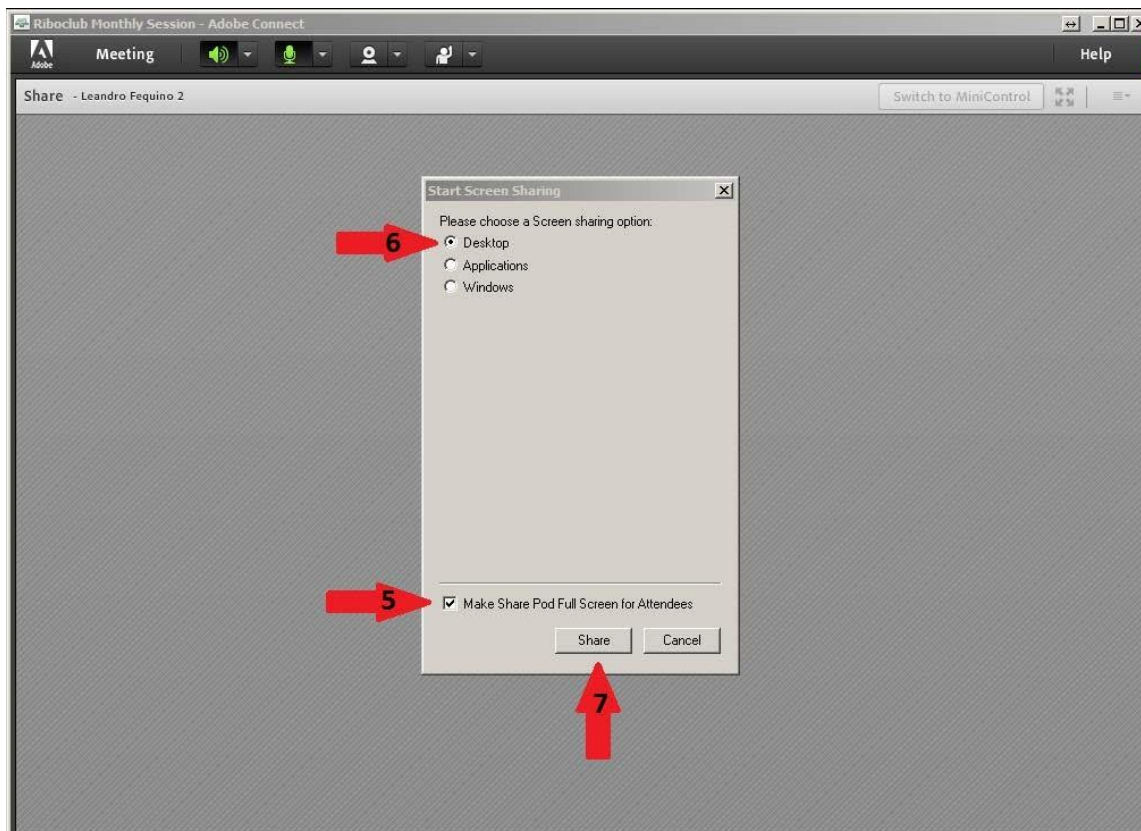 Riboclub Monthly Session - Adobe Connect
Adobe
Meeting
Help
Share - Leandro Fequino 2
Switch to MiniControl
Start Screen Sharing
Please choose a Screen sharing option:
6
Desktop
Applications
Windows
5
Make Share Pod Full Screen for Attendees
Share Cancel
7